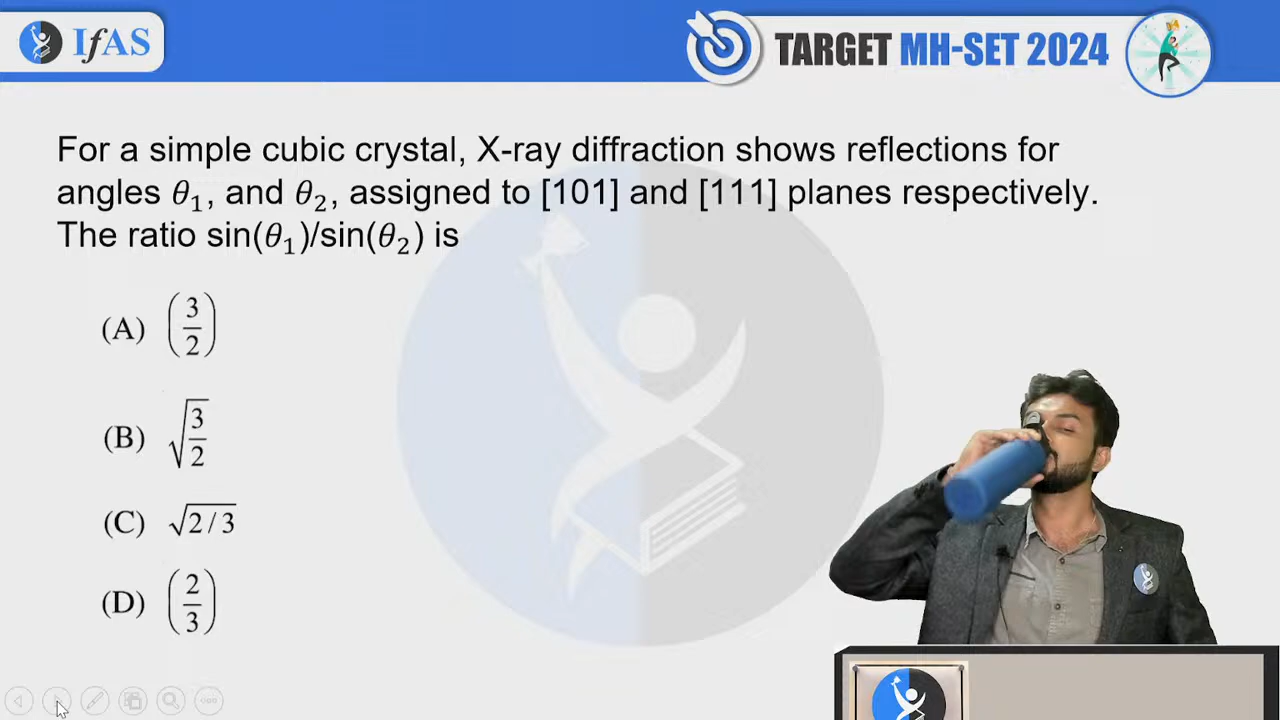 IfAS
TARGET MH-SET 2024
For a simple cubic crystal, X-ray diffraction shows reflections for
angles θ₁, and θ₂, assigned to [101] and [111] planes respectively.
The ratio sin(θ₁)/sin(θ₂) is
(A) (3/2)
(B) √(3/2)
(C) √2/3
(D) (2/3)